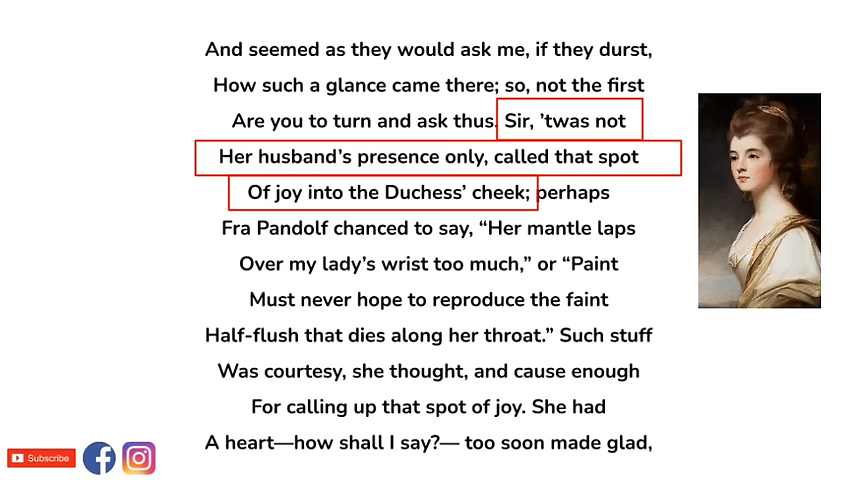 And seemed as they would ask me, if they durst,
How such a glance came there; so, not the first
Are you to turn and ask thus. Sir, ’twas not
Her husband’s presence only, called that spot
Of joy into the Duchess’ cheek; perhaps
Fra Pandolf chanced to say, “Her mantle laps
Over my lady’s wrist too much,” or “Paint
Must never hope to reproduce the faint
Half-flush that dies along her throat.” Such stuff
Was courtesy, she thought, and cause enough
For calling up that spot of joy. She had
A heart—how shall I say?— too soon made glad,
Subscribe